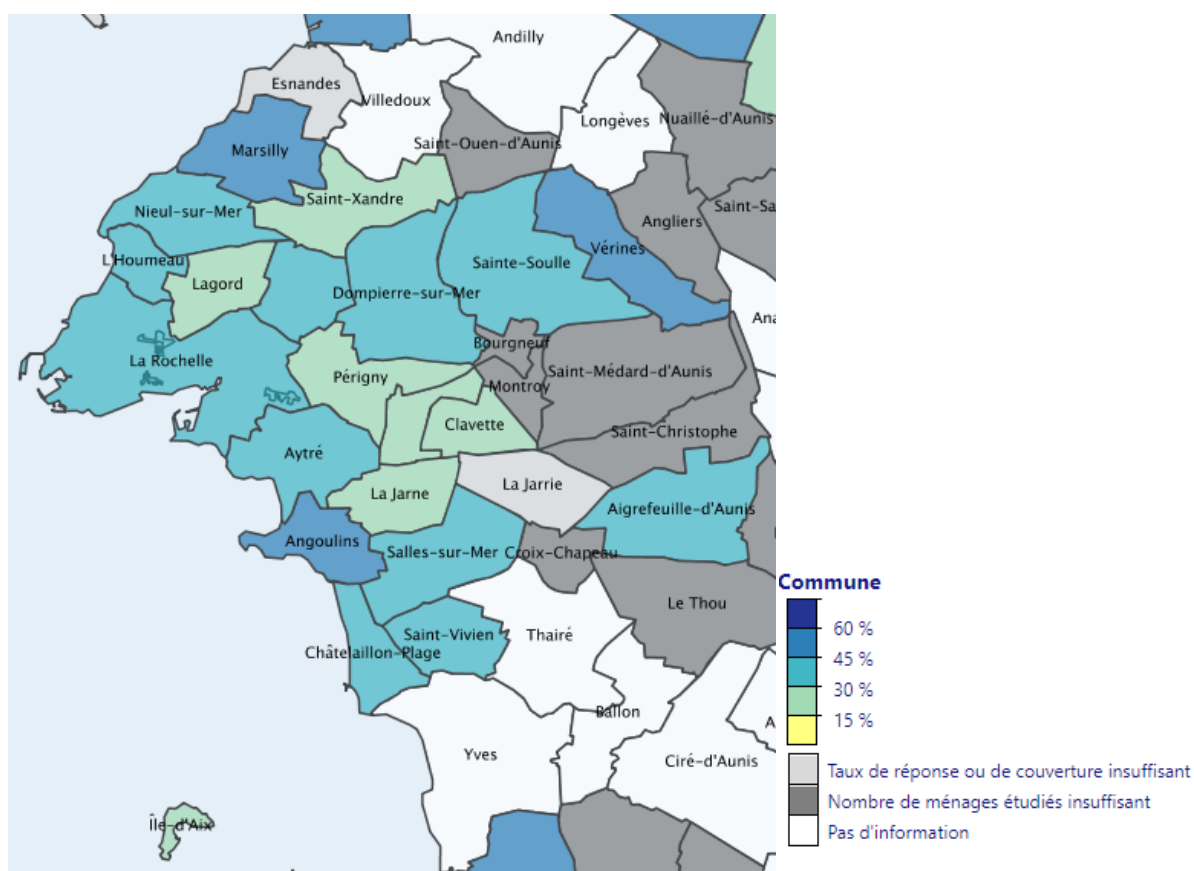 Andilly
Esnandes
Villedoux
Longèves
Nuaillé-d'Aunis
Saint-Ouen-d'Aunis
Marsilly
Saint-Xandre
Saint-Sa
Nieul-sur-Mer
Angliers
Vérines
L'Houmeau
Sainte-Soulle
Lagord
Dompierre-sur-Mer
Ana
Bourgneuf
La Rochelle
Saint-Médard-d'Aunis
Périgny
Montroy
Clavette
Saint-Christophe
Aytré
La Jarrie
La Jarne
Aigrefeuille-d'Aunis
Angoulins
Salles-sur-Mer
Croix-Chapeau
Le Thou
Saint-Vivien
Thairé
Châtelaillon-Plage
Ballon
A
Yves
Ciré-d'Aunis
Île-d'Aix
Commune
60 %
45 %
30 %
15 %
Taux de réponse ou de couverture insuffisant
Nombre de ménages étudiés insuffisant
Pas d'information